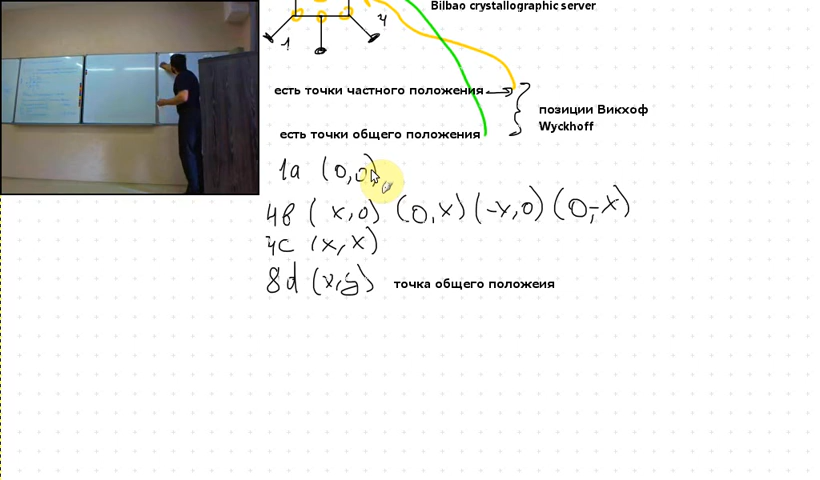 Bilbao crystallographic server
1
4
есть точки частного положения
позиции Викхоф
Wyckhoff
есть точки общего положения
1a (0,0)
4в (x,0) (0,x) (-x,0) (0,-x)
4c (x,x)
8d (x,y) точка общего положеия